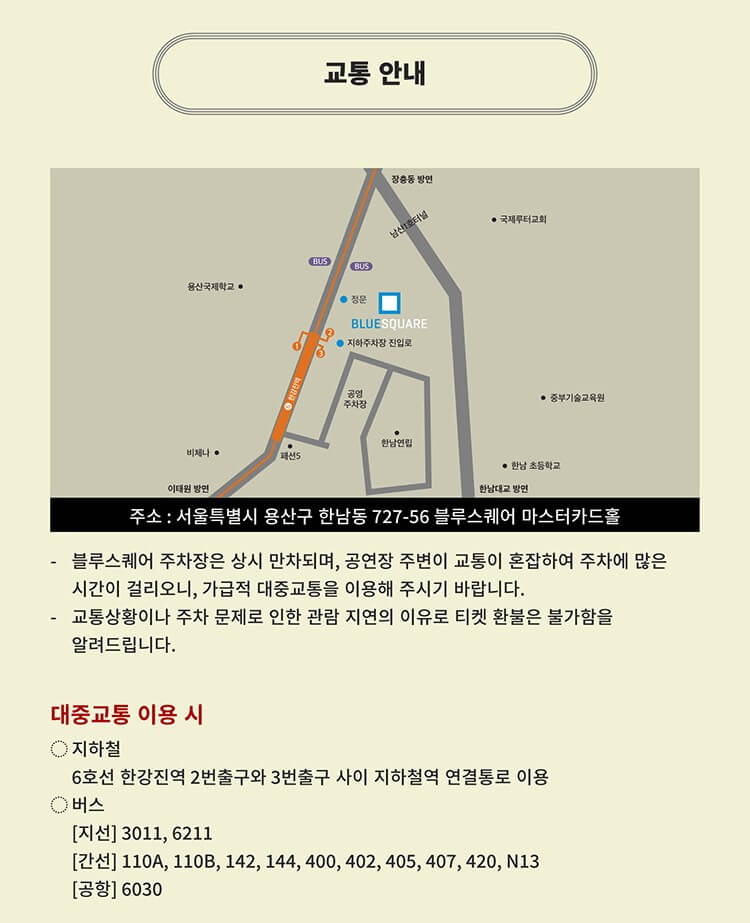 교통 안내
장충동 방면
남산1호터널
국제루터교회
BUS
BUS
용산국제학교
정문
BLUESQUARE
1
2
3
지하주차장 진입로
6 한강진역
공영
주차장
중부기술교육원
한남연립
비체나
패션5
한남 초등학교
이태원 방면
한남대교 방면
주소 : 서울특별시 용산구 한남동 727-56 블루스퀘어 마스터카드홀
- 블루스퀘어 주차장은 상시 만차되며, 공연장 주변이 교통이 혼잡하여 주차에 많은
시간이 걸리오니, 가급적 대중교통을 이용해 주시기 바랍니다.
- 교통상황이나 주차 문제로 인한 관람 지연의 이유로 티켓 환불은 불가함을
알려드립니다.
대중교통 이용 시
지하철
6호선 한강진역 2번출구와 3번출구 사이 지하철역 연결통로 이용
버스
[지선] 3011, 6211
[간선] 110A, 110B, 142, 144, 400, 402, 405, 407, 420, N13
[공항] 6030